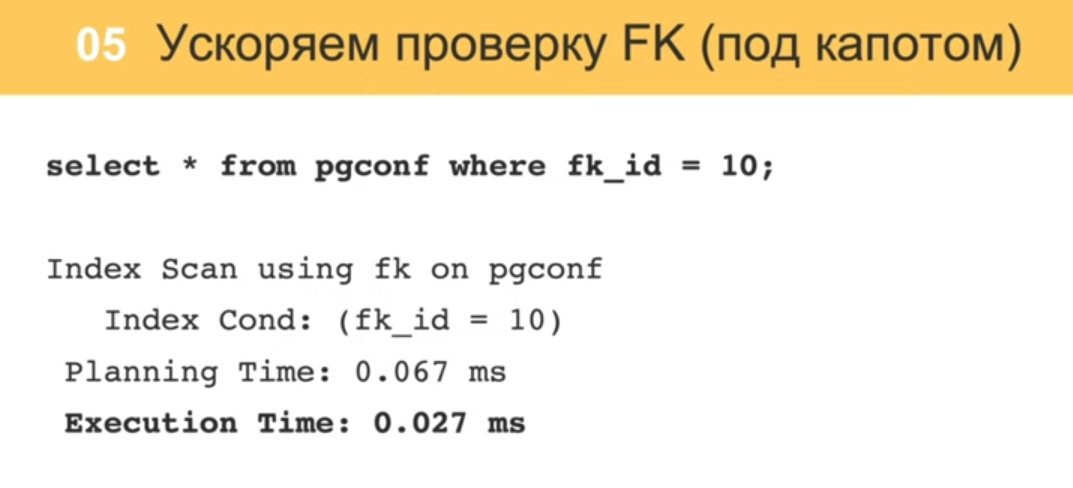 05 Ускоряем проверку FK (под капотом)
select * from pgconf where fk_id = 10;
Index Scan using fk on pgconf
Index Cond: (fk_id = 10)
Planning Time: 0.067 ms
Execution Time: 0.027 ms